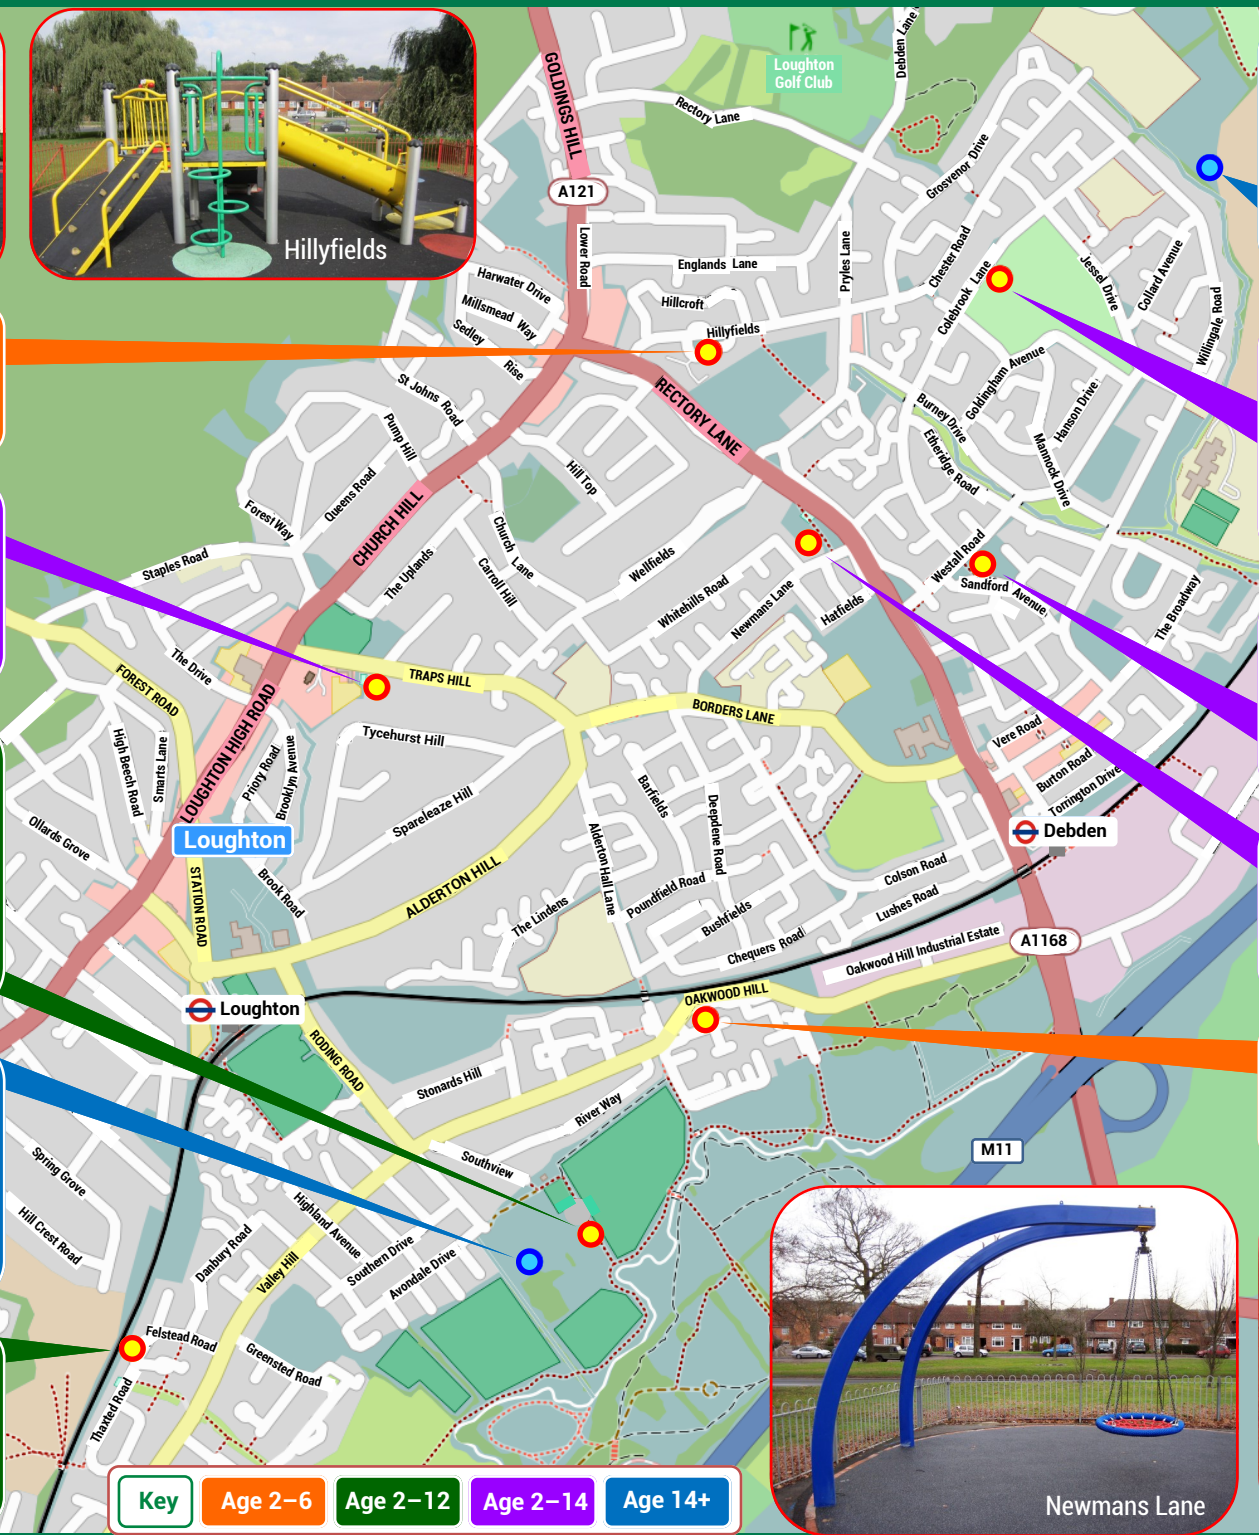 Hillyfields
GOLDINGS HILL
Loughton
Golf Club
Debden Lane
Rectory Lane
A121
Grosvenor Drive
Lower Road
Englands Lane
Pryles Lane
Chester Road
Colebrook Lane
Jessel Drive
Collard Avenue
Willingale Road
Harwater Drive
Millsmead Way
Sedley Rise
Hillcroft
Hillyfields
St Johns Road
Pump Hill
RECTORY LANE
Goldingham Avenue
Burney Drive
Hanson Drive
Etheridge Road
Mannock Drive
Queens Road
Forest Way
CHURCH HILL
Hill Top
Church Lane
Carroll Hill
Wellfields
Staples Road
The Uplands
Whitehills Road
Newmans Lane
Hatfields
Westall Road
Sandford Avenue
The Broadway
The Drive
FOREST ROAD
TRAPS HILL
BORDERS LANE
LOUGHTON HIGH ROAD
High Beech Road
Smarts Lane
Priory Road
Brooklyn Avenue
Tycehurst Hill
Vere Road
Burton Road
Torrington Drive
Spareleaze Hill
Barfields
Deepdene Road
Ollards Grove
Loughton
Debden
STATION ROAD
Brook Road
ALDERTON HILL
Alderton Hall Lane
The Lindens
Poundfield Road
Bushfields
Colson Road
Lushes Road
Chequers Road
Oakwood Hill Industrial Estate
A1168
Loughton
OAKWOOD HILL
RODING ROAD
Stonards Hill
River Way
Southview
M11
Spring Grove
Hill Crest Road
Highland Avenue
Danbury Road
Southern Drive
Avondale Drive
Valley Hill
Felstead Road
Greensted Road
Thaxted Road
Newmans Lane
Key
Age 2–6
Age 2–12
Age 2–14
Age 14+